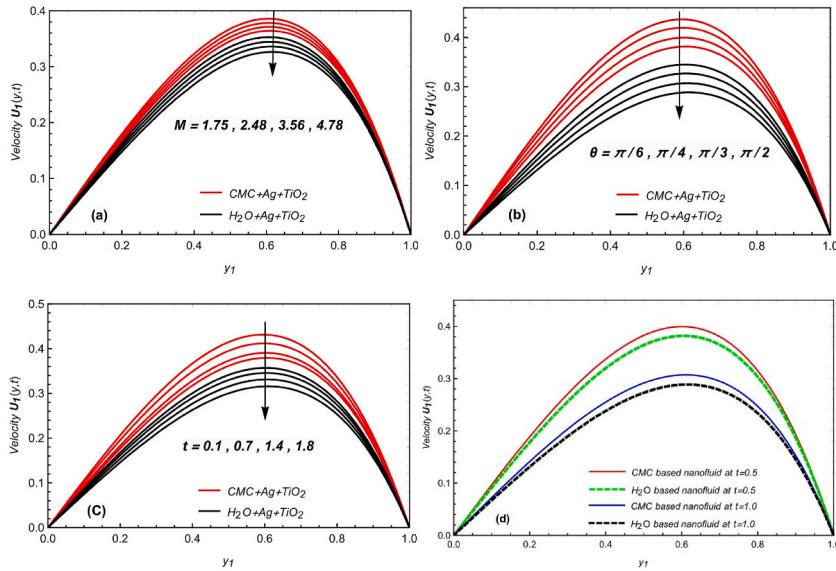 0.4
0.3
0.2
0.1
0.0
Velocity U1(y,t)
M = 1.75 , 2.48 , 3.56 , 4.78
CMC+Ag+TiO2
H2O+Ag+TiO2
(a)
0.0 0.2 0.4 0.6 0.8 1.0
y1
0.4
0.3
0.2
0.1
0.0
Velocity U1(y,t)
θ = π/6 , π/4 , π/3 , π/2
CMC+Ag+TiO2
H2O+Ag+TiO2
(b)
0.0 0.2 0.4 0.6 0.8 1.0
y1
0.5
0.4
0.3
0.2
0.1
0.0
Velocity U1(y,t)
t = 0.1 , 0.7 , 1.4 , 1.8
CMC+Ag+TiO2
H2O+Ag+TiO2
(C)
0.0 0.2 0.4 0.6 0.8 1.0
y1
0.4
0.3
0.2
0.1
0.0
Velocity U1(y,t)
CMC based nanofluid at t=0.5
H2O based nanofluid at t=0.5
CMC based nanofluid at t=1.0
H2O based nanofluid at t=1.0
(d)
0.0 0.2 0.4 0.6 0.8 1.0
y1